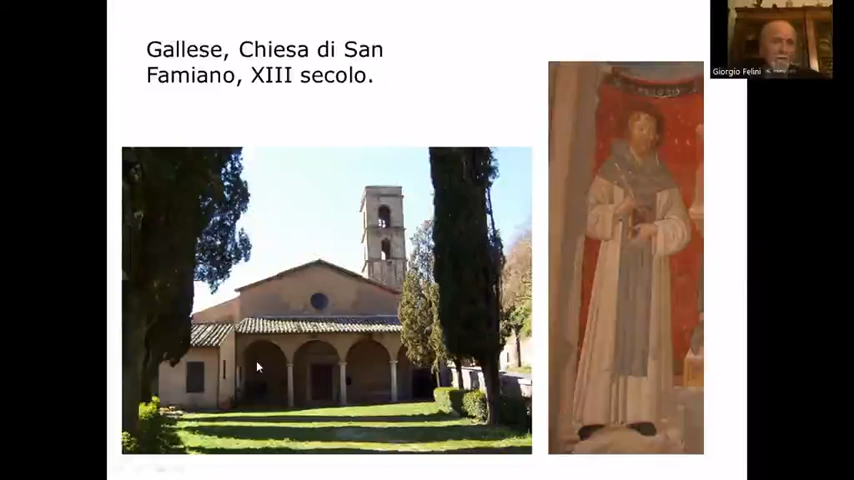 Gallese, Chiesa di San
Famiano, XIII secolo.
Giorgio Felini